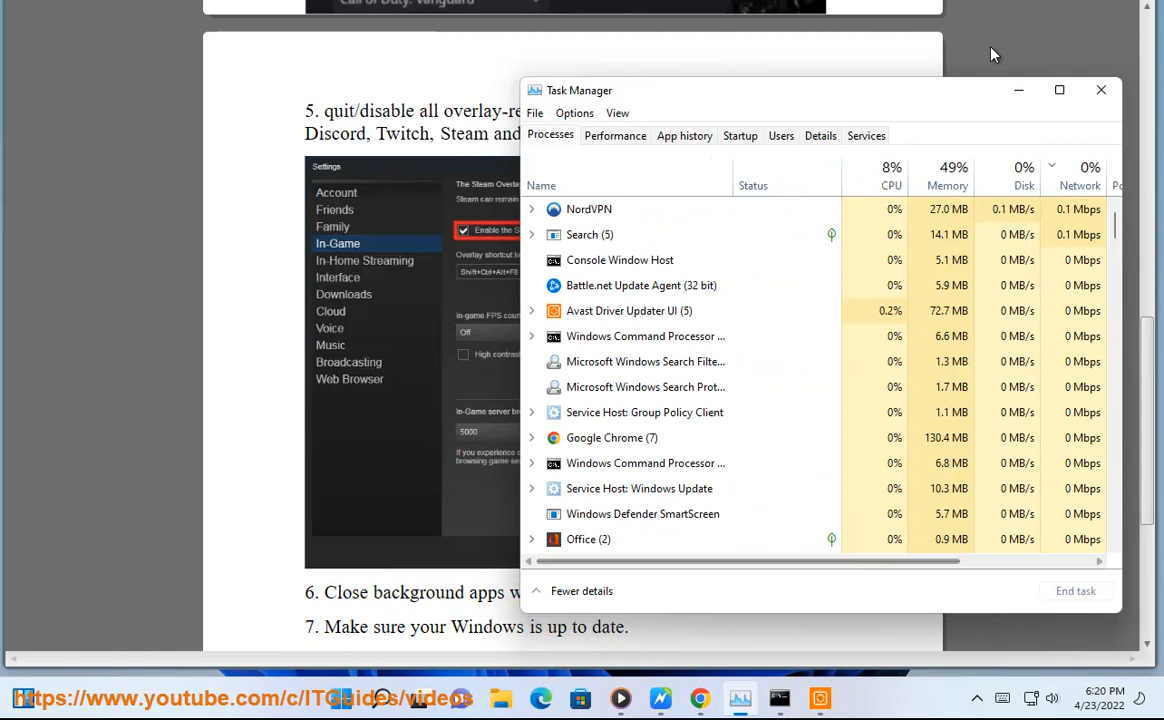 Call of Duty: Vanguard
5. quit/disable all overlay-re
Discord, Twitch, Steam and
Settings
Account
Friends
Family
In-Game
In-Home Streaming
Interface
Downloads
Cloud
Voice
Music
Broadcasting
Web Browser
The Steam Overlay
Steam can remain
Enable the S
Overlay shortcut
Shift+Ctrl+Alt+F8
In-game FPS coun
Off
High contras
In-Game server br
5000
If you experience
browsing game se
6. Close background apps
7. Make sure your Windows is up to date.
Task Manager
File Options View
Processes Performance App history Startup Users Details Services
8% 49% 0% 0%
Name Status CPU Memory Disk Network Po
NordVPN 0% 27.0 MB 0.1 MB/s 0.1 Mbps
Search (5) 0% 14.1 MB 0 MB/s 0.1 Mbps
Console Window Host 0% 5.1 MB 0 MB/s 0 Mbps
Battle.net Update Agent (32 bit) 0% 5.9 MB 0 MB/s 0 Mbps
Avast Driver Updater UI (5) 0.2% 72.7 MB 0 MB/s 0 Mbps
Windows Command Processor ... 0% 6.6 MB 0 MB/s 0 Mbps
Microsoft Windows Search Filte... 0% 1.3 MB 0 MB/s 0 Mbps
Microsoft Windows Search Prot... 0% 1.7 MB 0 MB/s 0 Mbps
Service Host: Group Policy Client 0% 1.1 MB 0 MB/s 0 Mbps
Google Chrome (7) 0% 130.4 MB 0 MB/s 0 Mbps
Windows Command Processor ... 0% 6.8 MB 0 MB/s 0 Mbps
Service Host: Windows Update 0% 10.3 MB 0 MB/s 0 Mbps
Windows Defender SmartScreen 0% 5.7 MB 0 MB/s 0 Mbps
Office (2) 0% 0.9 MB 0 MB/s 0 Mbps
Fewer details End task
https://www.youtube.com/c/ITGuides/videos
6:20 PM
4/23/2022